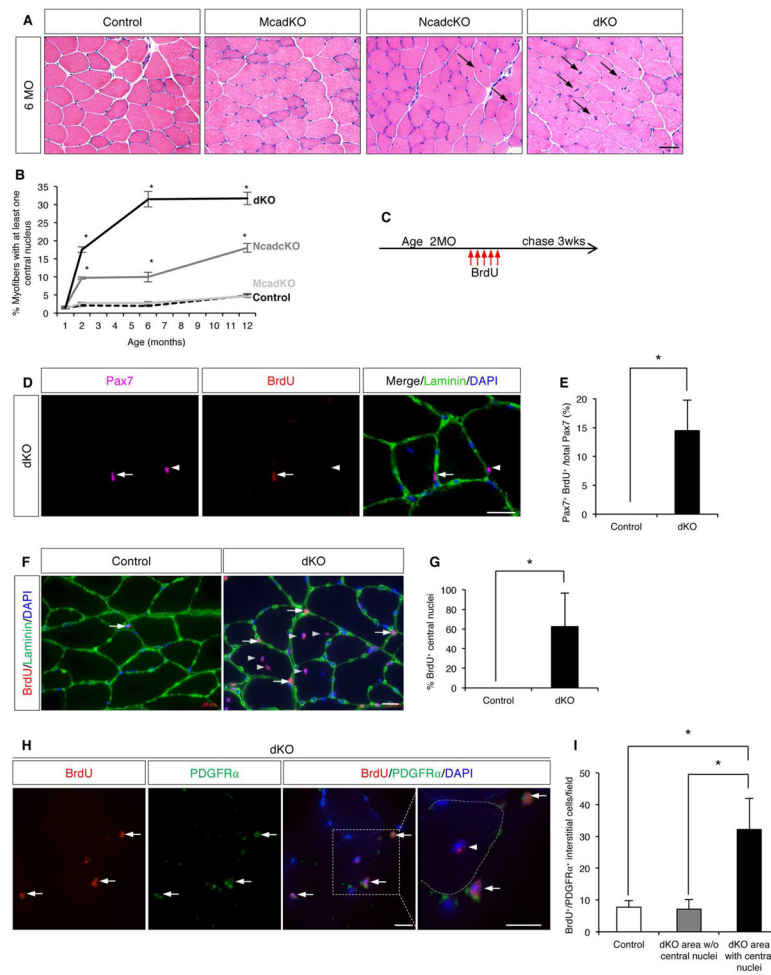 A
Control
McadKO
NcadcKO
dKO
6 MO
B
% Myofibers with at least one
central nucleus
35
30
25
20
15
10
5
0
*
*
*
*
*
*
dKO
NcadcKO
McadKO
Control
1 2 3 4 5 6 7 8 9 10 11 12
Age (months)
C
Age 2MO
chase 3wks
BrdU
D
Pax7
BrdU
Merge/Laminin/DAPI
dKO
E
Pax7+ BrdU+ /total Pax7 (%)
20
15
10
5
0
*
Control
dKO
F
Control
dKO
BrdU/Laminin/DAPI
G
% BrdU+ central nuclei
100
80
60
40
20
0
*
Control
dKO
H
dKO
BrdU
PDGFRα
BrdU/PDGFRα/DAPI
I
BrdU+/PDGFRα+ interstitial cells/field
50
40
30
20
10
0
*
*
Control
dKO area w/o
central nuclei
dKO area
with central
nuclei